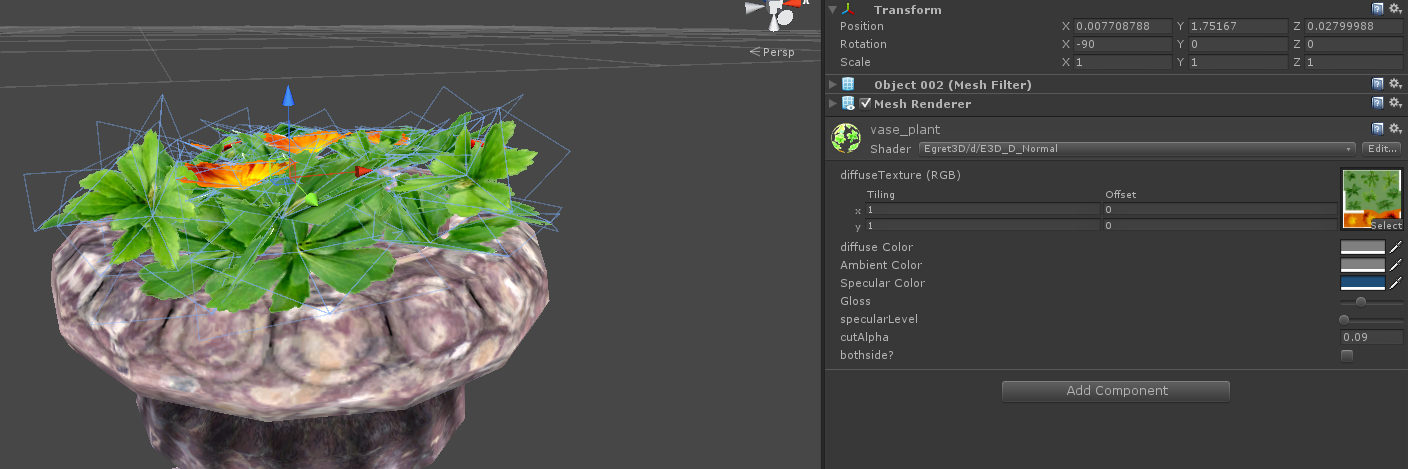 Persp
Transform
Position X 0.007708788 Y 1.75167 Z 0.02799988
Rotation X -90 Y 0 Z 0
Scale X 1 Y 1 Z 1
Object 002 (Mesh Filter)
Mesh Renderer
vase_plant
Shader Egret3D/d/E3D_D_Normal Edit...
diffuseTexture (RGB)
Tiling Offset
x 1 0
y 1 0
Select
diffuse Color
Ambient Color
Specular Color
Gloss
specularLevel
cutAlpha 0.09
bothside?
Add Component